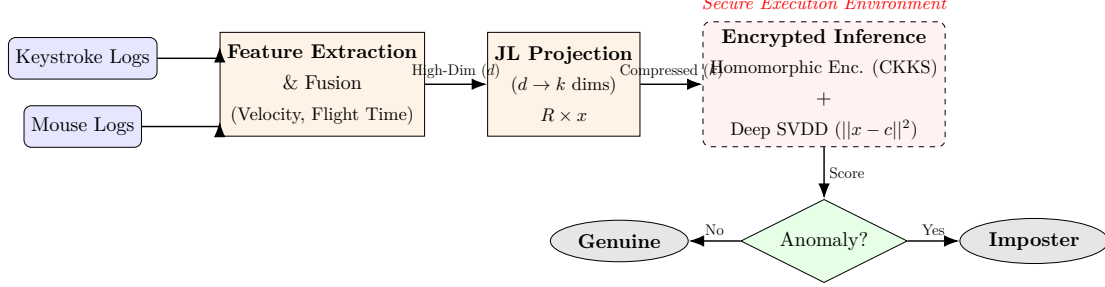 Secure Execution Environment
Keystroke Logs
Mouse Logs
Feature Extraction
& Fusion
(Velocity, Flight Time)
High-Dim (d)
JL Projection
(d → k dims)
R × x
Compressed (k)
Encrypted Inference
Homomorphic Enc. (CKKS)
+
Deep SVDD (||x − c||²)
Score
Anomaly?
No
Genuine
Yes
Imposter